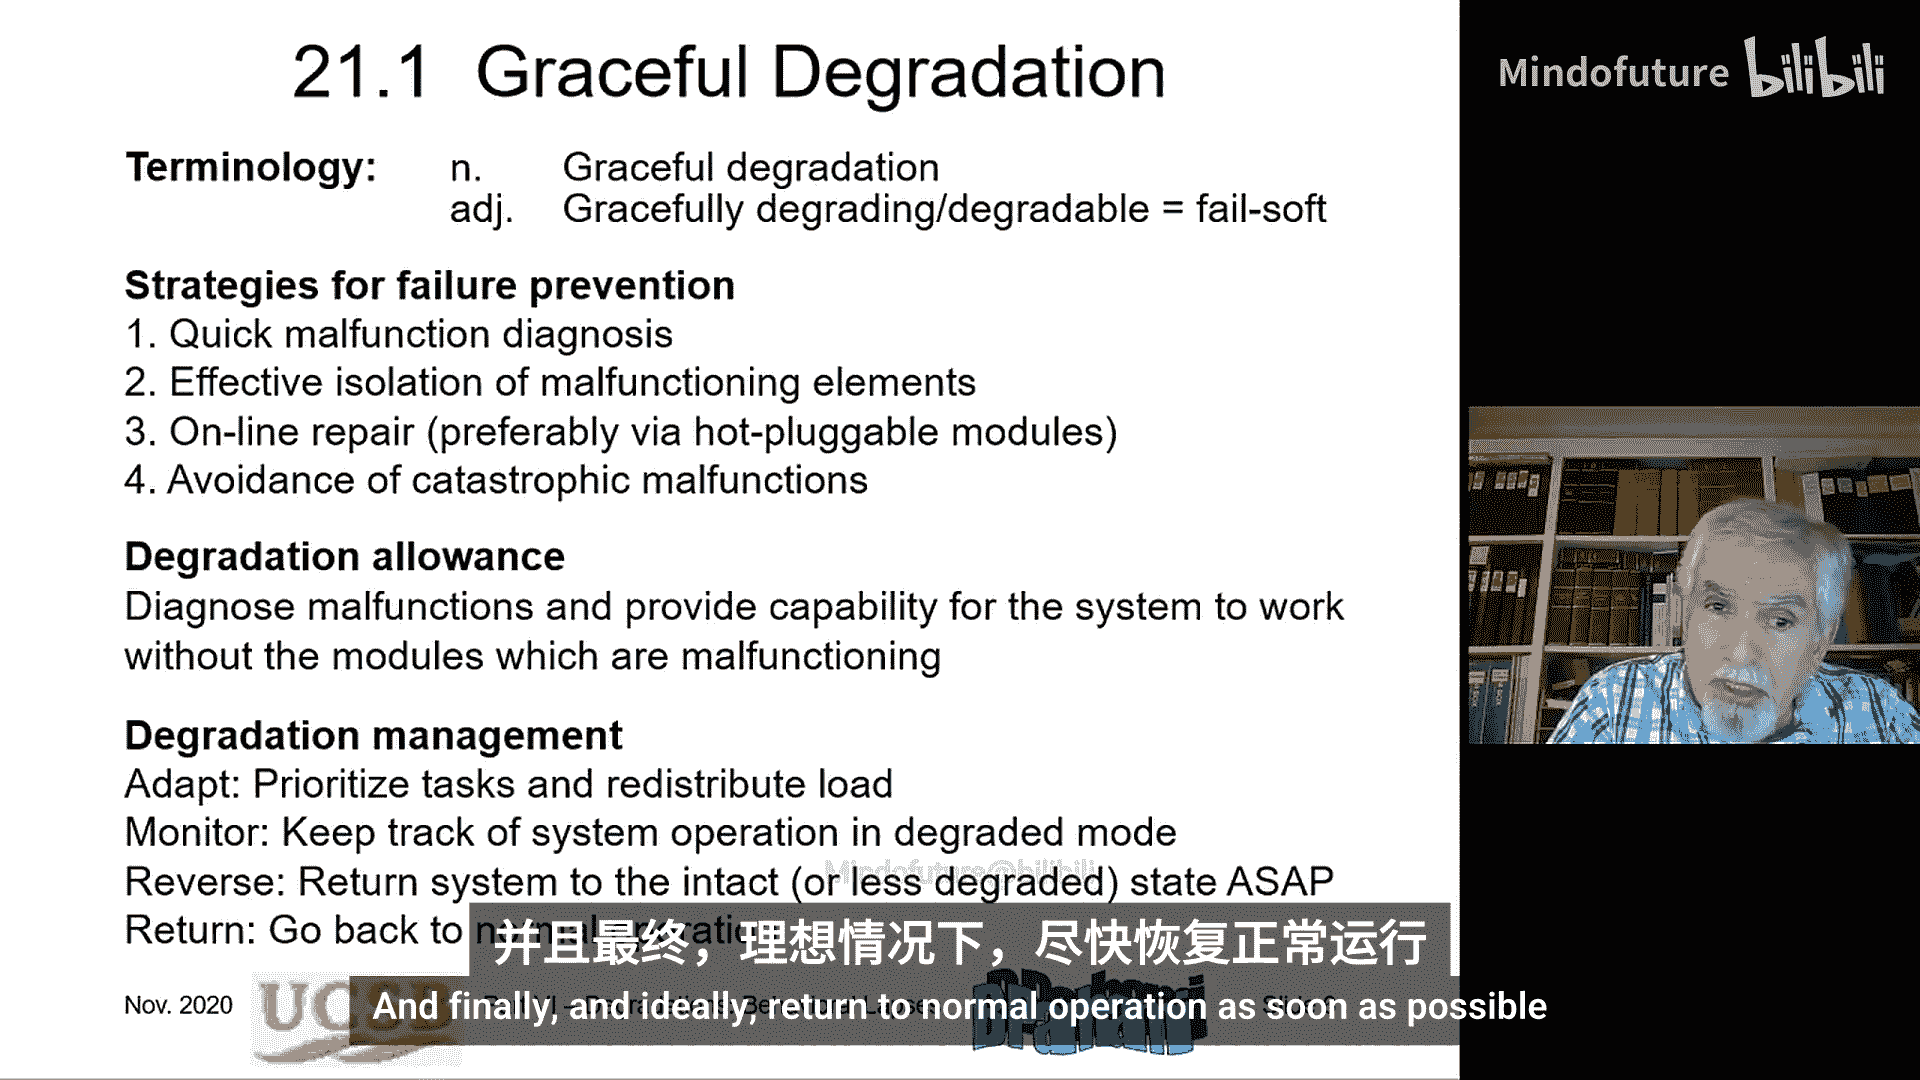 21.1 Graceful Degradation
Mindofuture bilibili
Terminology: n. Graceful degradation
adj. Gracefully degrading/degradable = fail-soft
Strategies for failure prevention
1. Quick malfunction diagnosis
2. Effective isolation of malfunctioning elements
3. On-line repair (preferably via hot-pluggable modules)
4. Avoidance of catastrophic malfunctions
Degradation allowance
Diagnose malfunctions and provide capability for the system to work
without the modules which are malfunctioning
Degradation management
Adapt: Prioritize tasks and redistribute load
Monitor: Keep track of system operation in degraded mode
Mindofuture@bilibili
Reverse: Return system to the intact (or less degraded) state ASAP
Return: Go back to normal operation
并且最终，理想情况下，尽快恢复正常运行
Nov. 2020 UCSB
And finally, and ideally, return to normal operation as soon as possible